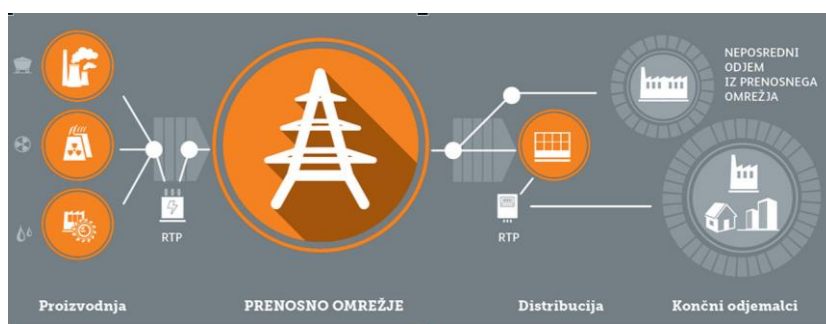 NEPOSREDNI
ODJEM
IZ PRENOSNEGA
OMREŽJA
RTP
RTP
Proizvodnja
PRENOSNO OMREŽJE
Distribucija
Končni odjemalci